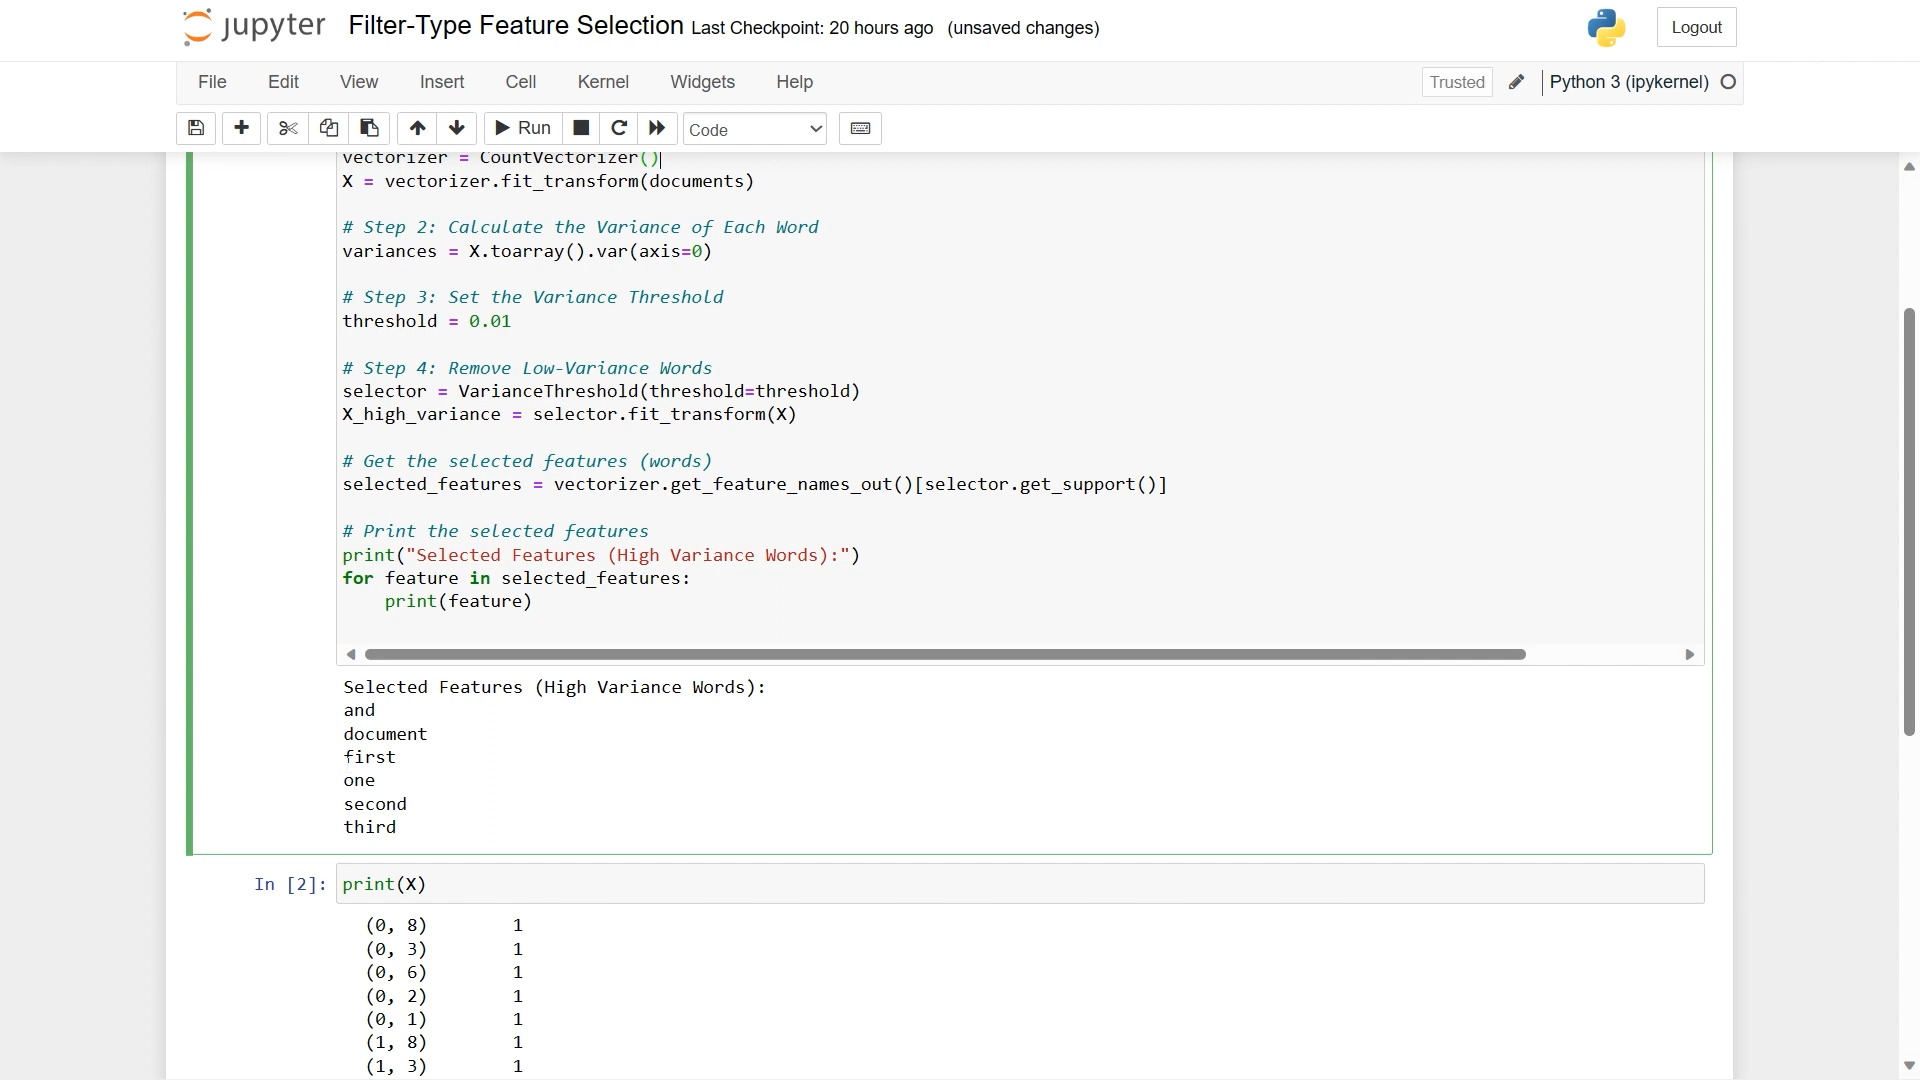 jupyter Filter-Type Feature Selection Last Checkpoint: 20 hours ago (unsaved changes)
Logout
File Edit View Insert Cell Kernel Widgets Help
Trusted Python 3 (ipykernel)
Run Code
vectorizer = CountVectorizer()
X = vectorizer.fit_transform(documents)
# Step 2: Calculate the Variance of Each Word
variances = X.toarray().var(axis=0)
# Step 3: Set the Variance Threshold
threshold = 0.01
# Step 4: Remove Low-Variance Words
selector = VarianceThreshold(threshold=threshold)
X_high_variance = selector.fit_transform(X)
# Get the selected features (words)
selected_features = vectorizer.get_feature_names_out()[selector.get_support()]
# Print the selected features
print("Selected Features (High Variance Words):")
for feature in selected_features:
    print(feature)
Selected Features (High Variance Words):
and
document
first
one
second
third
In [2]: print(X)
(0, 8) 1
(0, 3) 1
(0, 6) 1
(0, 2) 1
(0, 1) 1
(1, 8) 1
(1, 3) 1